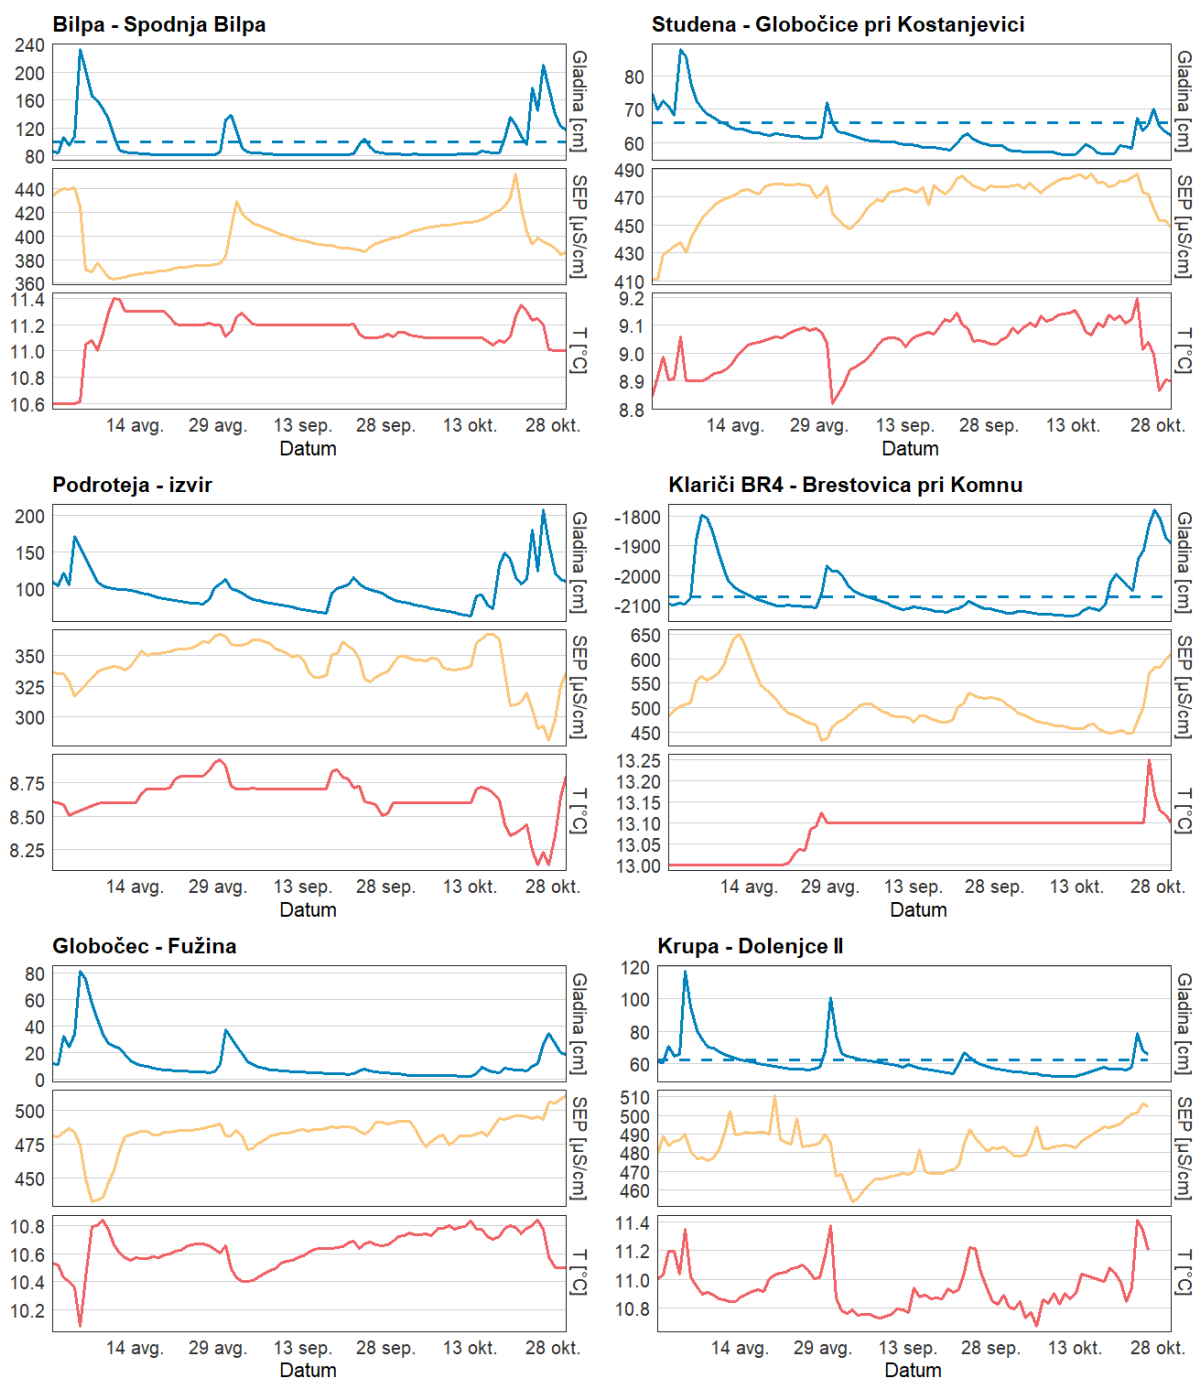 Bilpa - Spodnja Bilpa
240
200
160
120
80
Gladina [cm]
440
420
400
380
360
SEP [µS/cm]
11.4
11.2
11.0
10.8
10.6
T [°C]
14 avg. 29 avg. 13 sep. 28 sep. 13 okt. 28 okt.
Datum
Studena - Globočice pri Kostanjevici
80
70
60
Gladina [cm]
490
470
450
430
410
SEP [µS/cm]
9.2
9.1
9.0
8.9
8.8
T [°C]
14 avg. 29 avg. 13 sep. 28 sep. 13 okt. 28 okt.
Datum
Podroteja - izvir
200
150
100
Gladina [cm]
350
325
300
SEP [µS/cm]
8.75
8.50
8.25
T [°C]
14 avg. 29 avg. 13 sep. 28 sep. 13 okt. 28 okt.
Datum
Klariči BR4 - Brestovica pri Komnu
-1800
-1900
-2000
-2100
Gladina [cm]
650
600
550
500
450
SEP [µS/cm]
13.25
13.20
13.15
13.10
13.05
13.00
T [°C]
14 avg. 29 avg. 13 sep. 28 sep. 13 okt. 28 okt.
Datum
Globočec - Fužina
80
60
40
20
0
Gladina [cm]
500
475
450
SEP [µS/cm]
10.8
10.6
10.4
10.2
T [°C]
14 avg. 29 avg. 13 sep. 28 sep. 13 okt. 28 okt.
Datum
Krupa - Dolenjce II
120
100
80
60
Gladina [cm]
510
500
490
480
470
460
SEP [µS/cm]
11.4
11.2
11.0
10.8
T [°C]
14 avg. 29 avg. 13 sep. 28 sep. 13 okt. 28 okt.
Datum